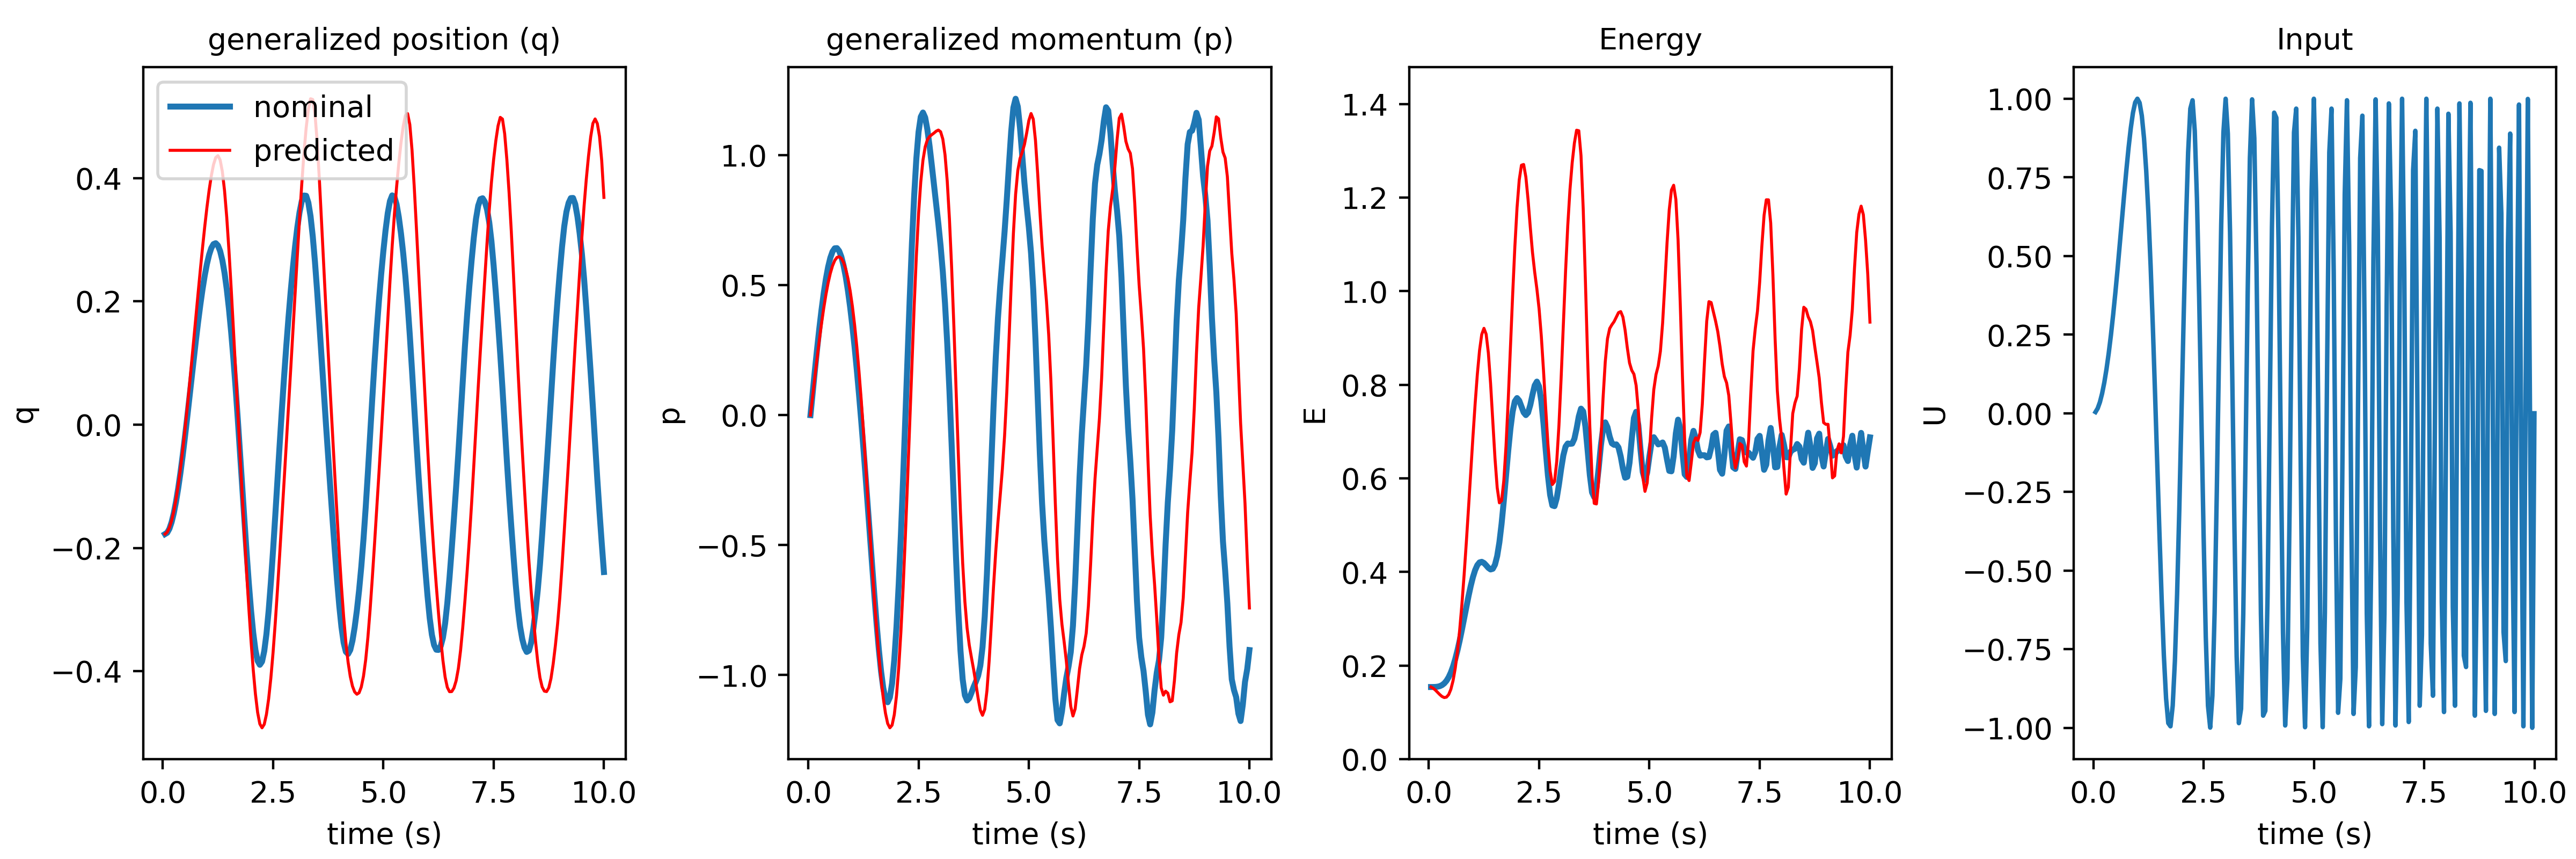 generalized position (q)
nominal
predicted
q
0.4
0.2
0.0
−0.2
−0.4
0.0 2.5 5.0 7.5 10.0
time (s)
generalized momentum (p)
p
1.0
0.5
0.0
−0.5
−1.0
0.0 2.5 5.0 7.5 10.0
time (s)
Energy
E
1.4
1.2
1.0
0.8
0.6
0.4
0.2
0.0
0.0 2.5 5.0 7.5 10.0
time (s)
Input
U
1.00
0.75
0.50
0.25
0.00
−0.25
−0.50
−0.75
−1.00
0.0 2.5 5.0 7.5 10.0
time (s)